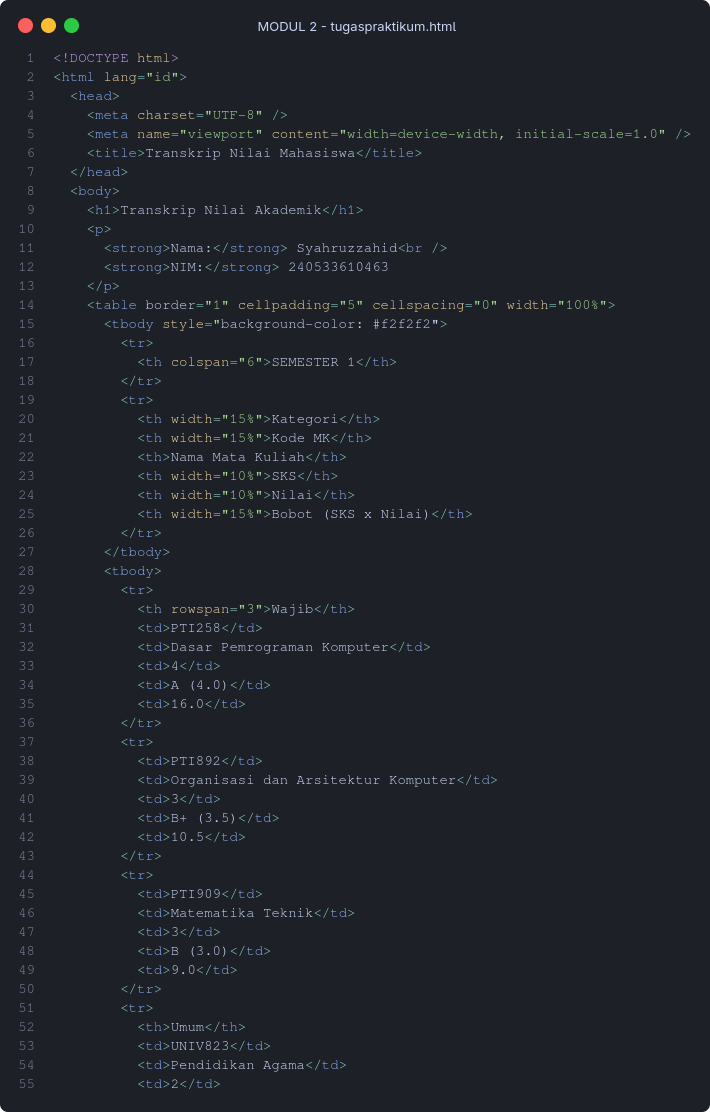 MODUL 2 - tugaspraktikum.html
1 <!DOCTYPE html>
2 <html lang="id">
3   <head>
4     <meta charset="UTF-8" />
5     <meta name="viewport" content="width=device-width, initial-scale=1.0" />
6     <title>Transkrip Nilai Mahasiswa</title>
7   </head>
8   <body>
9     <h1>Transkrip Nilai Akademik</h1>
10     <p>
11       <strong>Nama:</strong> Syahruzzahid<br />
12       <strong>NIM:</strong> 240533610463
13     </p>
14     <table border="1" cellpadding="5" cellspacing="0" width="100%">
15       <tbody style="background-color: #f2f2f2">
16         <tr>
17           <th colspan="6">SEMESTER 1</th>
18         </tr>
19         <tr>
20           <th width="15%">Kategori</th>
21           <th width="15%">Kode MK</th>
22           <th>Nama Mata Kuliah</th>
23           <th width="10%">SKS</th>
24           <th width="10%">Nilai</th>
25           <th width="15%">Bobot (SKS x Nilai)</th>
26         </tr>
27       </tbody>
28       <tbody>
29         <tr>
30           <th rowspan="3">Wajib</th>
31           <td>PTI258</td>
32           <td>Dasar Pemrograman Komputer</td>
33           <td>4</td>
34           <td>A (4.0)</td>
35           <td>16.0</td>
36         </tr>
37         <tr>
38           <td>PTI892</td>
39           <td>Organisasi dan Arsitektur Komputer</td>
40           <td>3</td>
41           <td>B+ (3.5)</td>
42           <td>10.5</td>
43         </tr>
44         <tr>
45           <td>PTI909</td>
46           <td>Matematika Teknik</td>
47           <td>3</td>
48           <td>B (3.0)</td>
49           <td>9.0</td>
50         </tr>
51         <tr>
52           <th>Umum</th>
53           <td>UNIV823</td>
54           <td>Pendidikan Agama</td>
55           <td>2</td>